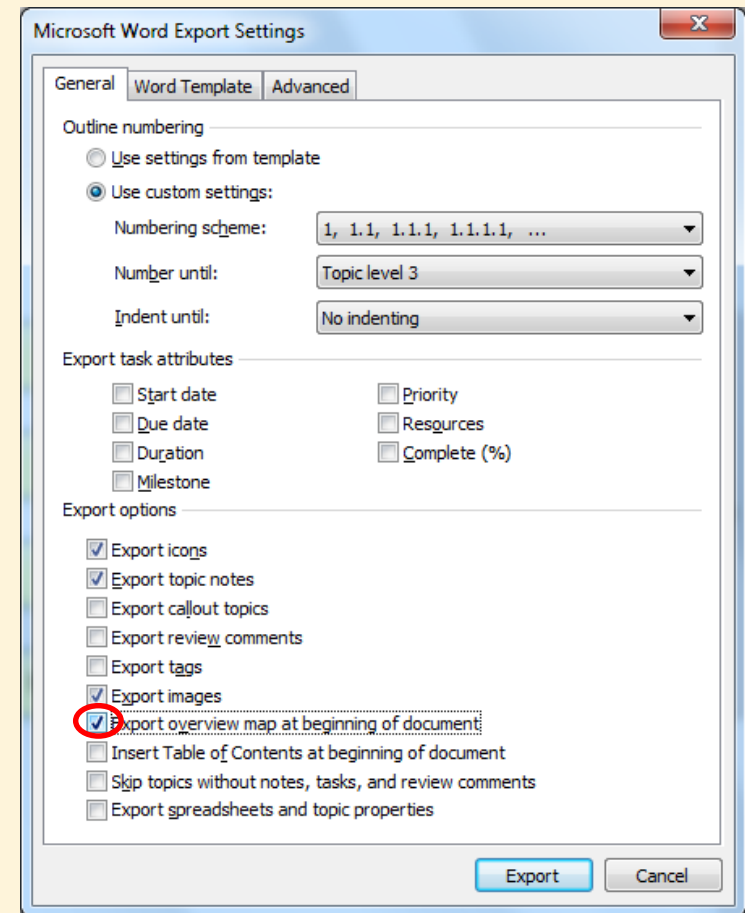 Microsoft Word Export Settings
General Word Template Advanced
Outline numbering
Use settings from template
Use custom settings:
Numbering scheme: 1, 1.1, 1.1.1, 1.1.1.1, ...
Number until: Topic level 3
Indent until: No indenting
Export task attributes
Start date Priority
Due date Resources
Duration Complete (%)
Milestone
Export options
Export icons
Export topic notes
Export callout topics
Export review comments
Export tags
Export images
Export overview map at beginning of document
Insert Table of Contents at beginning of document
Skip topics without notes, tasks, and review comments
Export spreadsheets and topic properties
Export Cancel